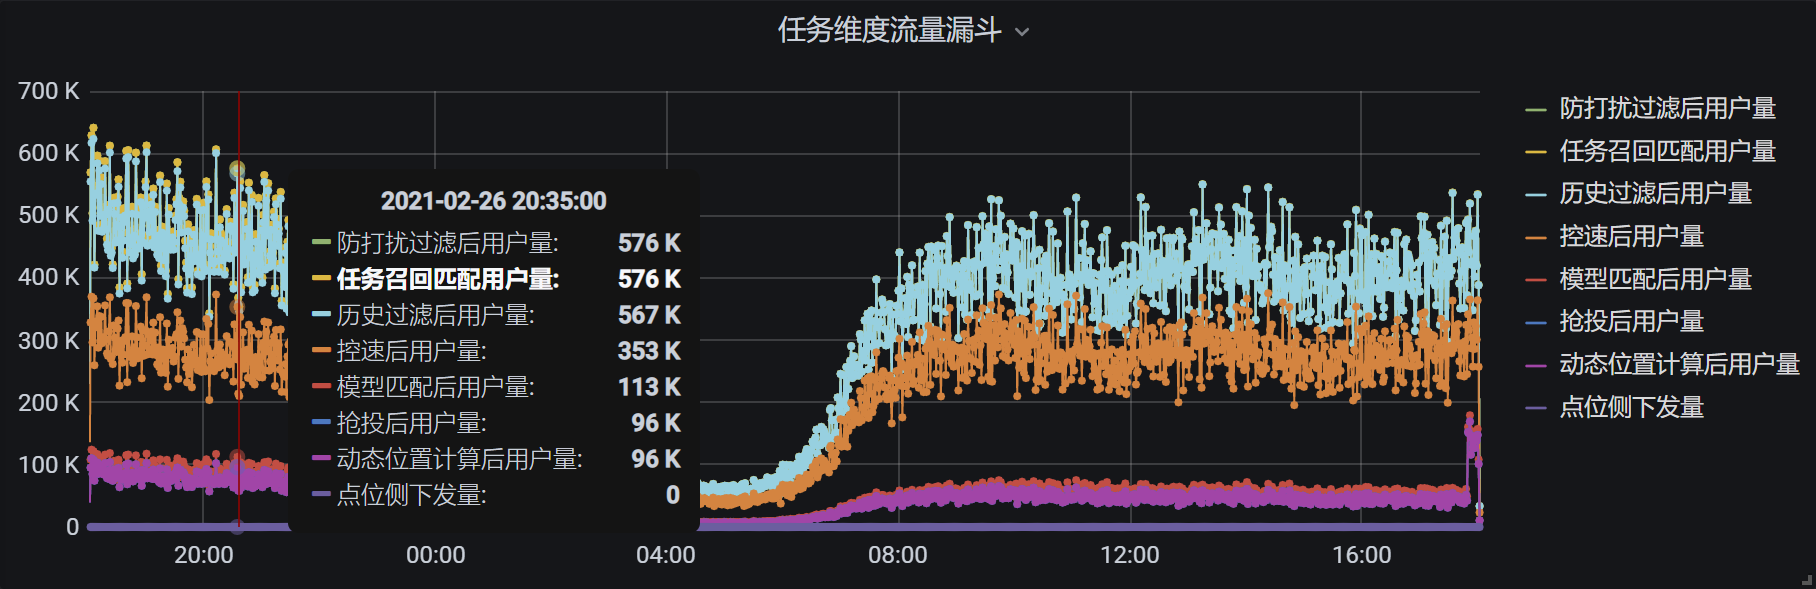 任务维度流量漏斗
700 K
600 K
500 K
400 K
300 K
200 K
100 K
0
20:00
00:00
04:00
08:00
12:00
16:00
2021-02-26 20:35:00
防打扰过滤后用户量: 576 K
任务召回匹配用户量: 576 K
历史过滤后用户量: 567 K
控速后用户量: 353 K
模型匹配后用户量: 113 K
抢投后用户量: 96 K
动态位置计算后用户量: 96 K
点位侧下发量: 0
防打扰过滤后用户量
任务召回匹配用户量
历史过滤后用户量
控速后用户量
模型匹配后用户量
抢投后用户量
动态位置计算后用户量
点位侧下发量